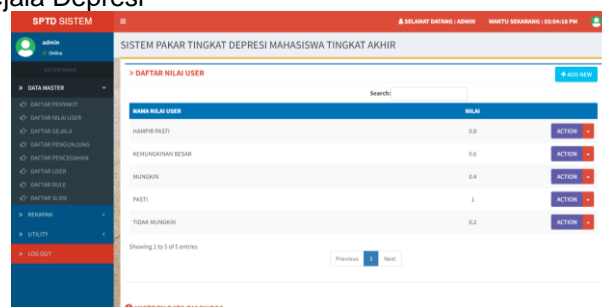 ejala Depresi
SPTD SISTEM
SELAMAT DATANG : ADMIN WAKTU SEKARANG : 03:04:18 PM
admin
Online
SISTEM PAKAR TINGKAT DEPRESI MAHASISWA TINGKAT AKHIR
SISTEM PAKAR
» DATA MASTER
DAFTAR PENYAKIT
DAFTAR NILAI USER
DAFTAR GEJALA
DAFTAR PENGUNJUNG
DAFTAR PENCEGAHAN
DAFTAR USER
DAFTAR RULE
DAFTAR SLIDE
» REKAPAN
» UTILITY
» LOG OUT
» DAFTAR NILAI USER
+ ADD NEW
Search:
NAMA NILAI USER NILAI
HAMPIR PASTI 0.8 ACTION
KEMUNGKINAN BESAR 0.6 ACTION
MUNGKIN 0.4 ACTION
PASTI 1 ACTION
TIDAK MUNGKIN 0.2 ACTION
Showing 1 to 5 of 5 entries
Previous 1 Next